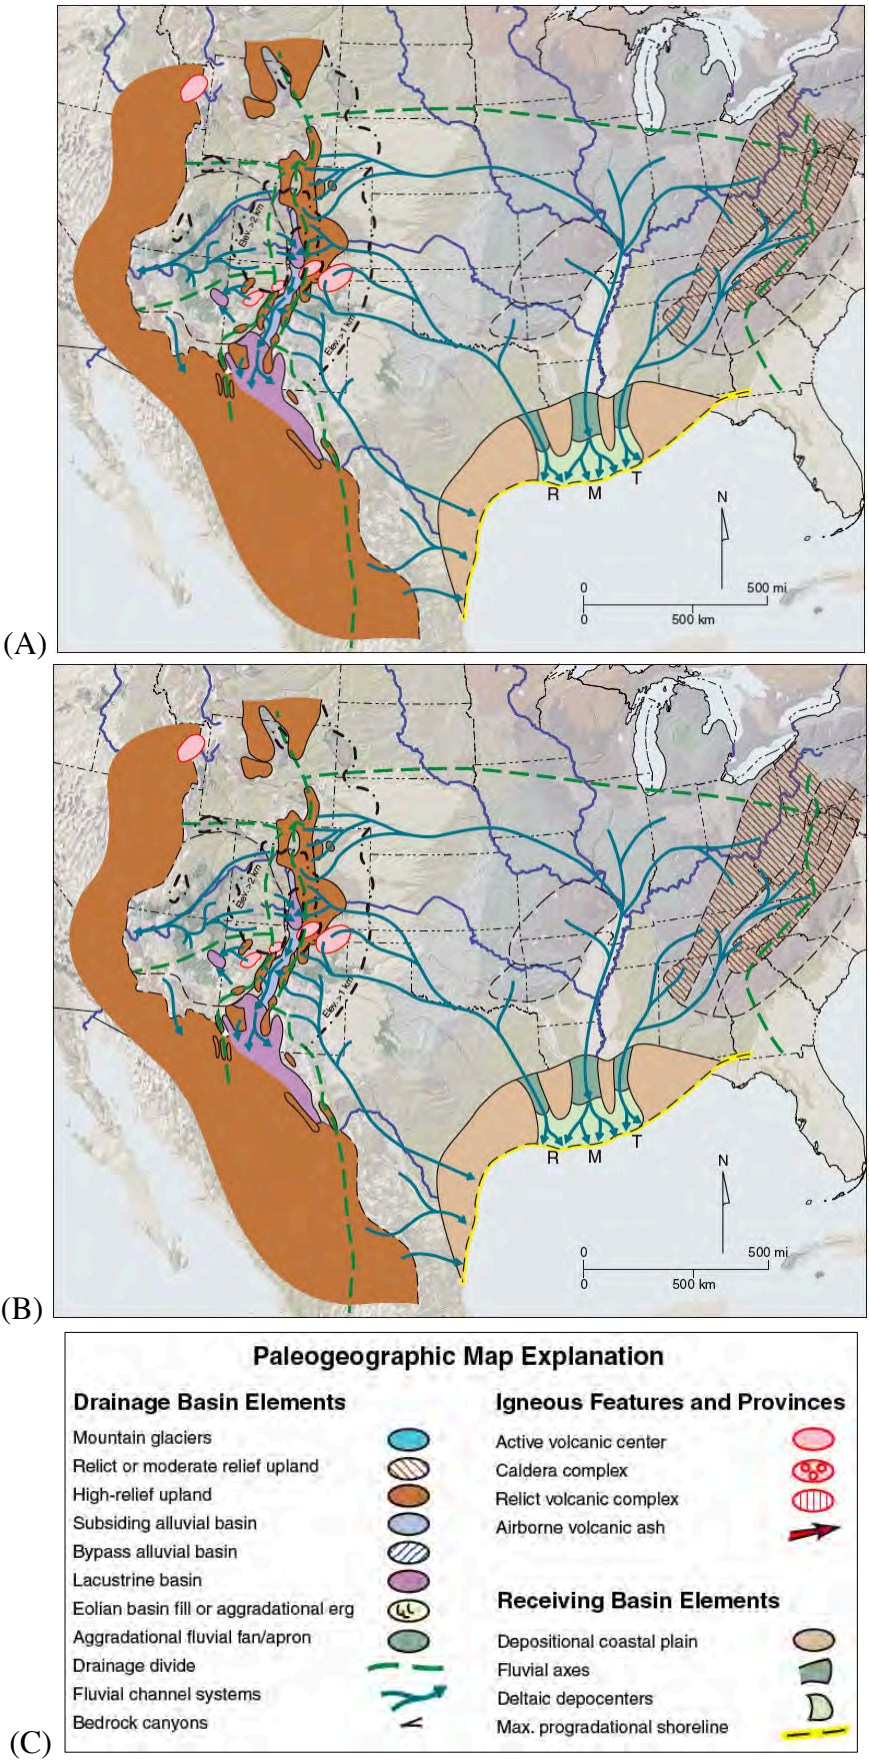 Elev. >2 km
Elev. >1 km
R
M
T
N
0
500 mi
0
500 km
(A)
Elev. >2 km
Elev. >1 km
R
M
T
N
0
500 mi
0
500 km
(B)
Paleogeographic Map Explanation
Drainage Basin Elements
Mountain glaciers
Relict or moderate relief upland
High-relief upland
Subsiding alluvial basin
Bypass alluvial basin
Lacustrine basin
Eolian basin fill or aggradational erg
Aggradational fluvial fan/apron
Drainage divide
Fluvial channel systems
Bedrock canyons
Igneous Features and Provinces
Active volcanic center
Caldera complex
Relict volcanic complex
Airborne volcanic ash
Receiving Basin Elements
Depositional coastal plain
Fluvial axes
Deltaic depocenters
Max. progradational shoreline
(C)